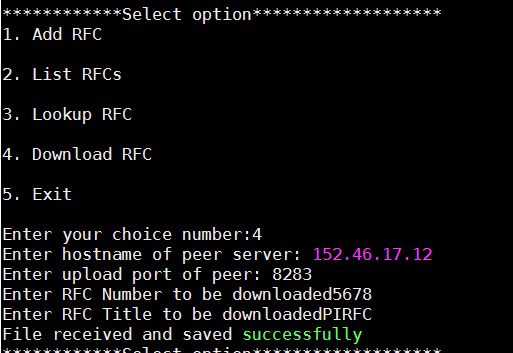 ************Select option*******************
1. Add RFC
2. List RFCs
3. Lookup RFC
4. Download RFC
5. Exit
Enter your choice number:4
Enter hostname of peer server: 152.46.17.12
Enter upload port of peer: 8283
Enter RFC Number to be downloaded5678
Enter RFC Title to be downloadedPIRFC
File received and saved successfully
************Select option*******************